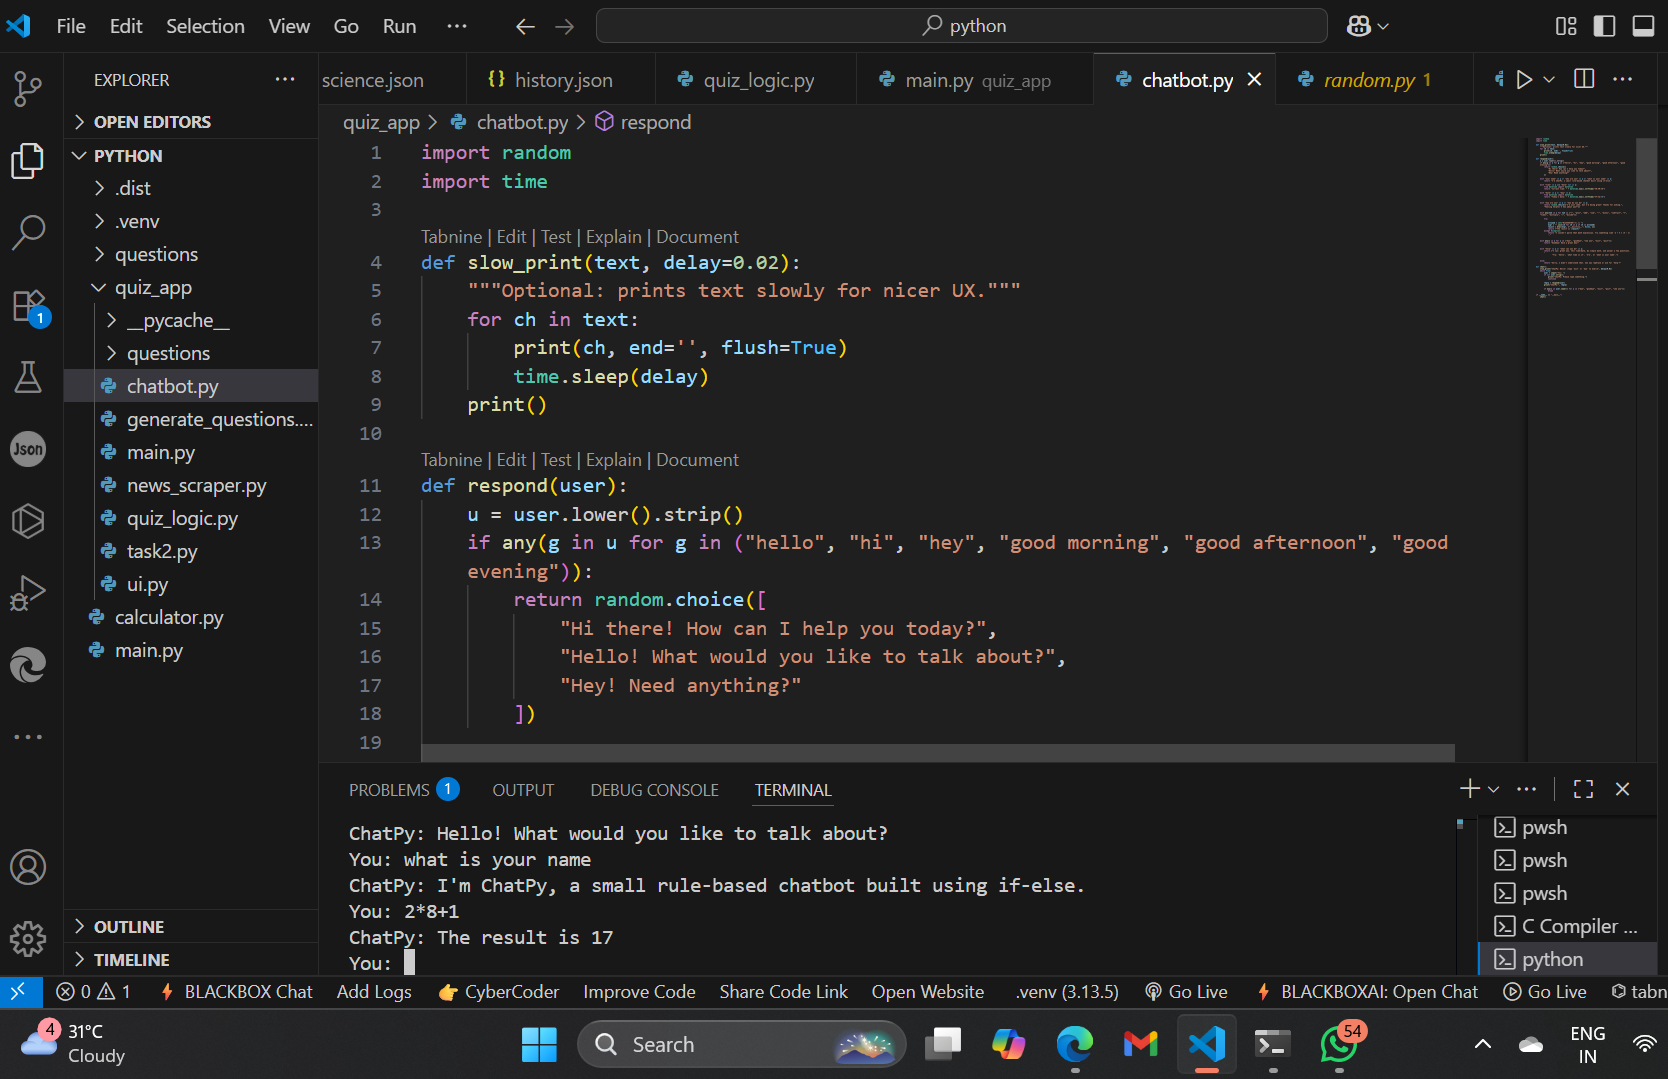 File Edit Selection View Go Run ··· python
EXPLORER ···
science.json history.json quiz_logic.py main.py quiz_app chatbot.py random.py 1
OPEN EDITORS
PYTHON
.dist
.venv
questions
quiz_app
__pycache__
questions
chatbot.py
generate_questions....
main.py
news_scraper.py
quiz_logic.py
task2.py
ui.py
calculator.py
main.py
OUTLINE
TIMELINE
1
Json
quiz_app > chatbot.py > respond
1 import random
2 import time
3
Tabnine | Edit | Test | Explain | Document
4 def slow_print(text, delay=0.02):
5 """Optional: prints text slowly for nicer UX."""
6 for ch in text:
7 print(ch, end='', flush=True)
8 time.sleep(delay)
9 print()
10
Tabnine | Edit | Test | Explain | Document
11 def respond(user):
12 u = user.lower().strip()
13 if any(g in u for g in ("hello", "hi", "hey", "good morning", "good afternoon", "good
evening")):
14 return random.choice([
15 "Hi there! How can I help you today?",
16 "Hello! What would you like to talk about?",
17 "Hey! Need anything?"
18 ])
19
PROBLEMS 1 OUTPUT DEBUG CONSOLE TERMINAL
ChatPy: Hello! What would you like to talk about?
You: what is your name
ChatPy: I'm ChatPy, a small rule-based chatbot built using if-else.
You: 2*8+1
ChatPy: The result is 17
You:
pwsh
pwsh
pwsh
C Compiler ...
python
0 1 BLACKBOX Chat Add Logs CyberCoder Improve Code Share Code Link Open Website .venv (3.13.5) Go Live BLACKBOXAI: Open Chat Go Live tabn
4 31°C
Cloudy
Search
54
ENG
IN